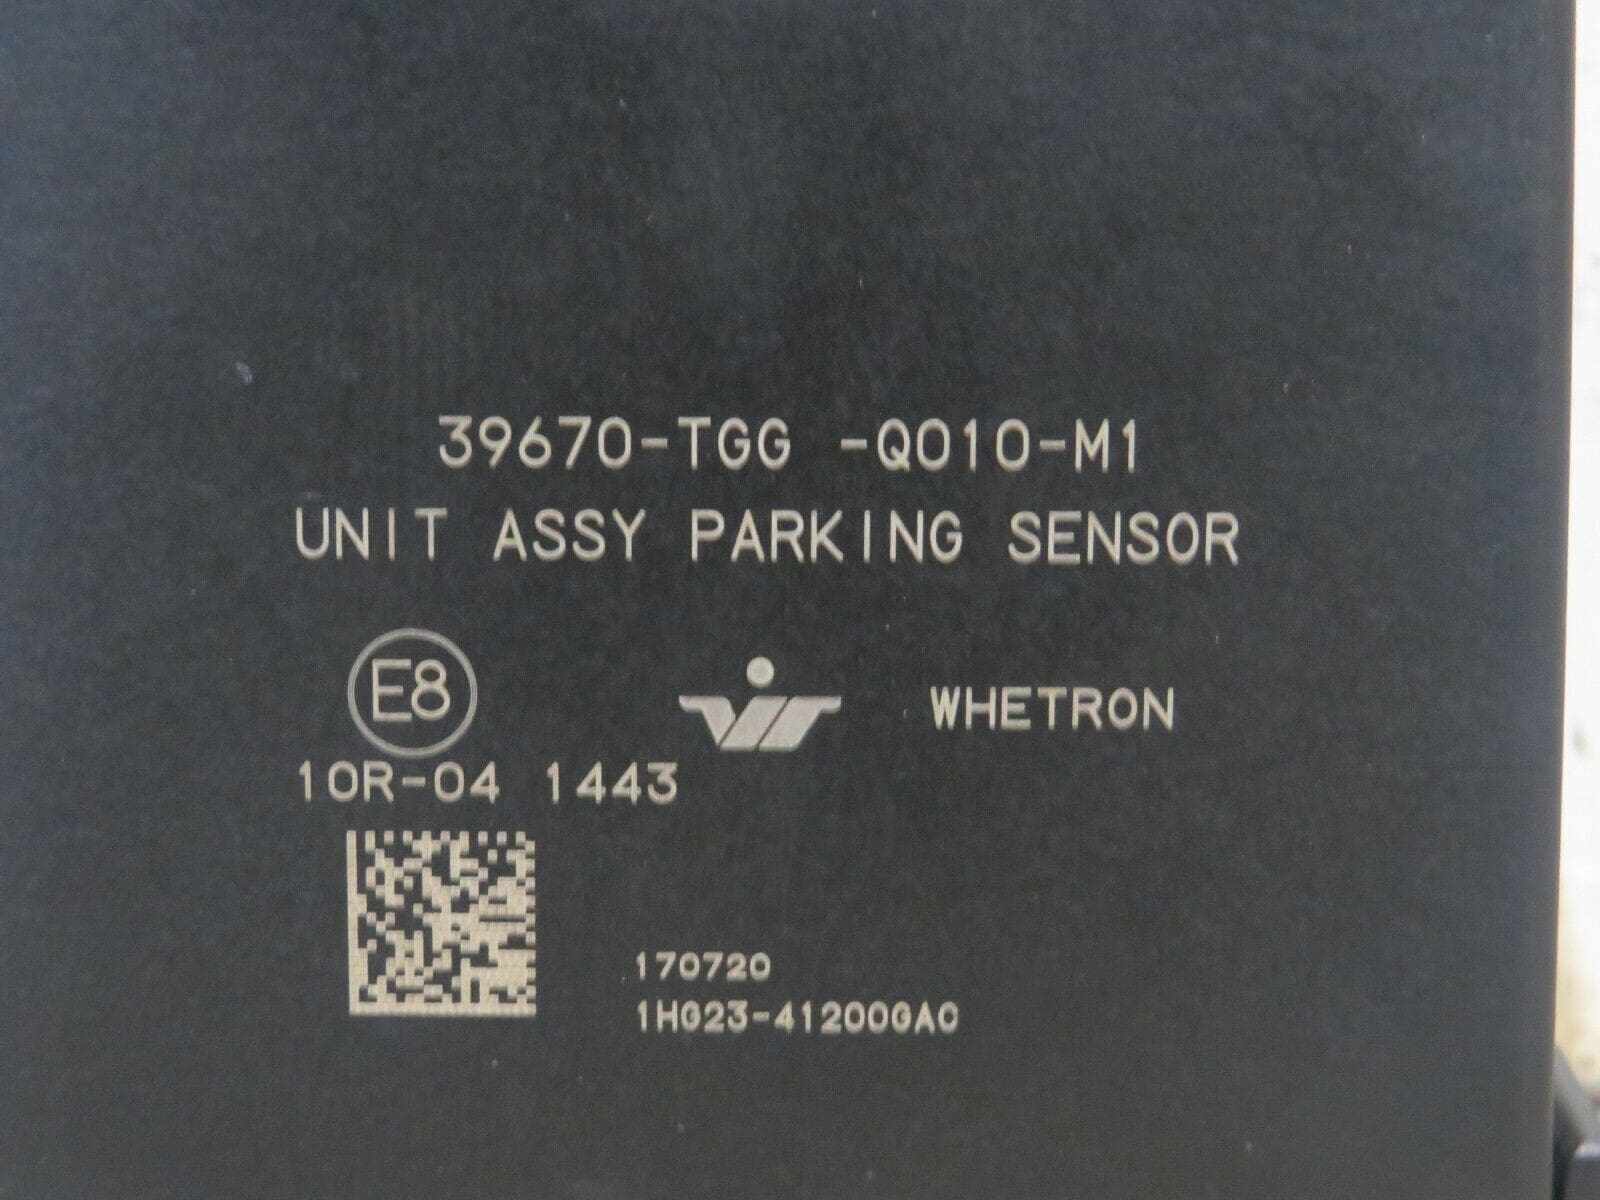 39670-TGG -Q010-M1
UNIT ASSY PARKING SENSOR
E8
WHETRON
10R-04 1443
170720
1HG23-41200GAC